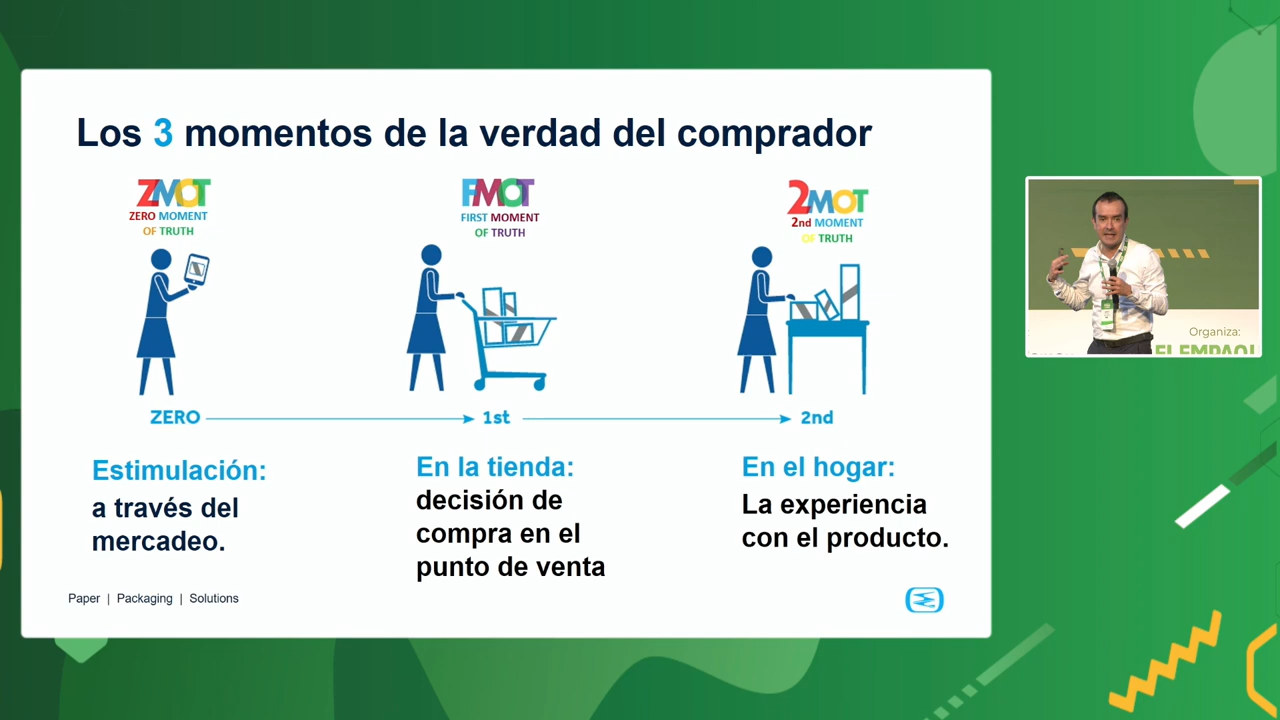 Los 3 momentos de la verdad del comprador
ZMOT
ZERO MOMENT
OF TRUTH
FMOT
FIRST MOMENT
OF TRUTH
2MOT
2nd MOMENT
OF TRUTH
ZERO
1st
2nd
Estimulación:
a través del
mercadeo.
En la tienda:
decisión de
compra en el
punto de venta
En el hogar:
La experiencia
con el producto.
Paper | Packaging | Solutions
Organiza: